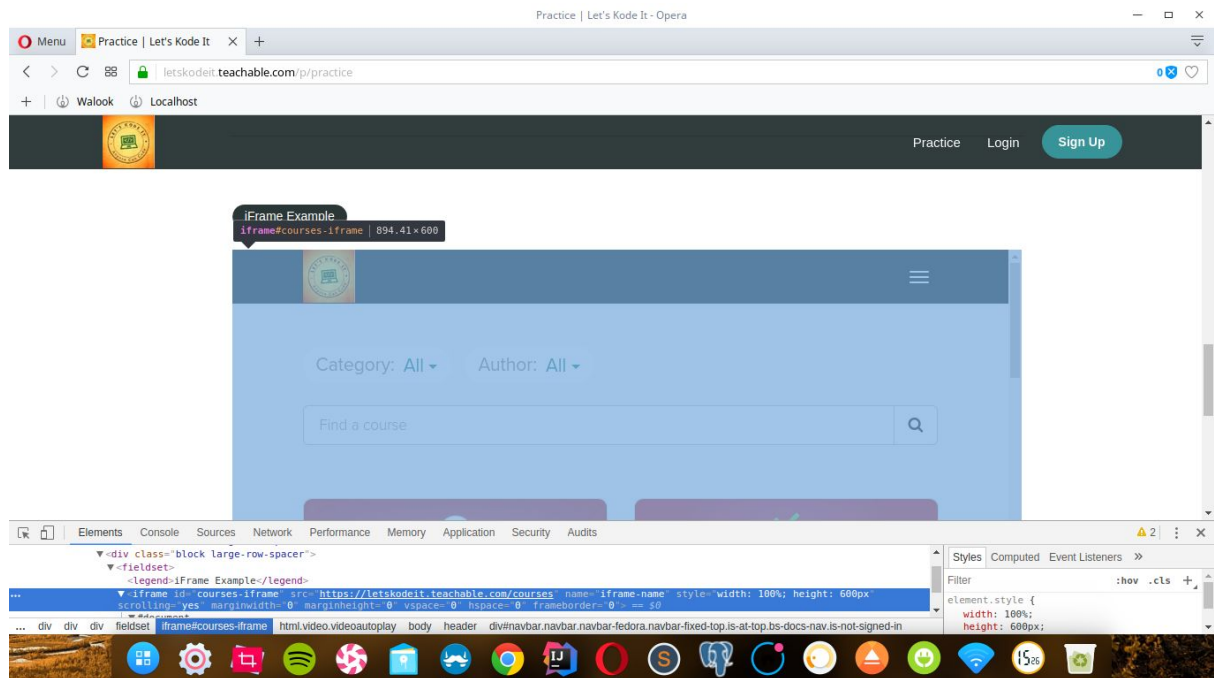 Practice | Let's Kode It - Opera
Menu Practice | Let's Kode It
letskodeit.teachable.com/p/practice 0
Walook Localhost
Practice Login Sign Up
iFrame Example
iframe#courses-iframe | 894.41×600
Category: All Author: All
Find a course
Elements Console Sources Network Performance Memory Application Security Audits 2
<div class="block large-row-spacer">
<fieldset>
<legend>iFrame Example</legend>
<iframe id="courses-iframe" src="https://letskodeit.teachable.com/courses" name="iframe-name" style="width: 100%; height: 600px"
scrolling="yes" marginwidth="0" marginheight="0" vspace="0" hspace="0" frameborder="0"> == $0
... div div div fieldset iframe#courses-iframe html.video.videoautoplay body header div#navbar.navbar.navbar-fedora.navbar-fixed-top.is-at-top.bs-docs-nav.is-not-signed-in
Styles Computed Event Listeners »
Filter :hov .cls +
element.style {
width: 100%;
height: 600px;